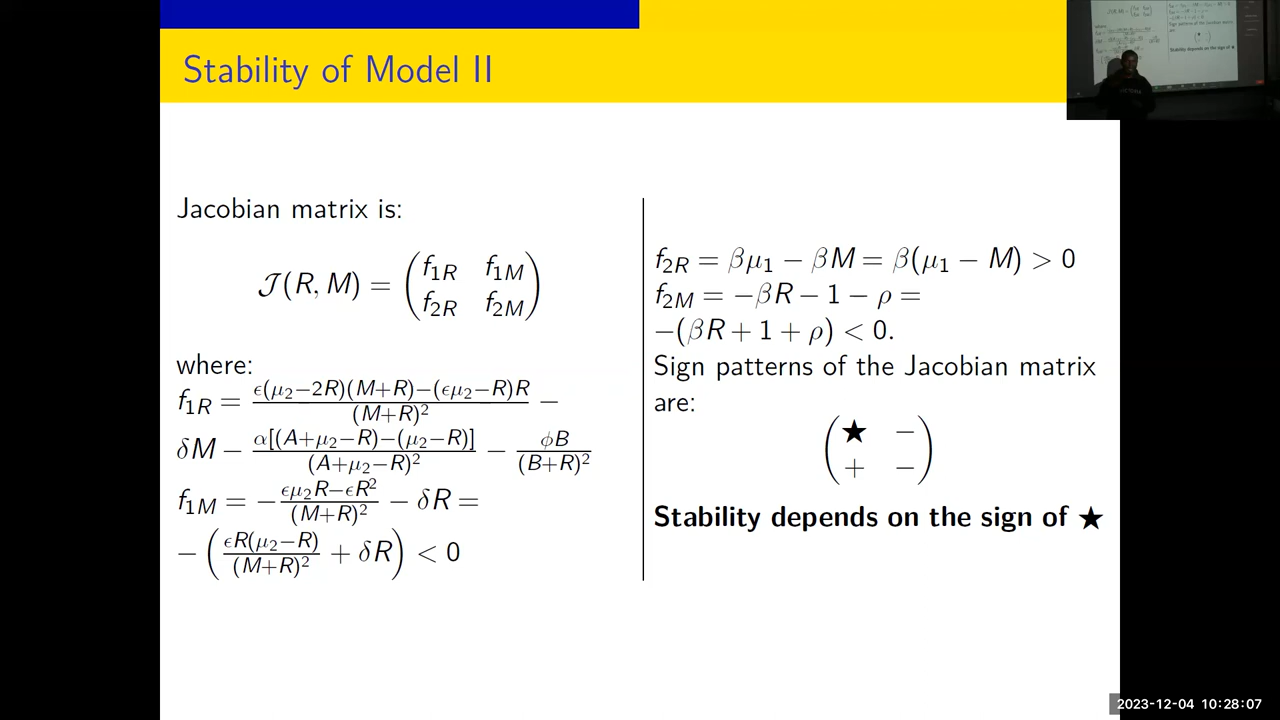 Stability of Model II
Jacobian matrix is:
𝒥(R, M) = (f₁R f₁M
f₂R f₂M)
where:
f₁R = ϵ(μ₂−2R)(M+R)−(ϵμ₂−R)R / (M+R)² −
δM − α[(A+μ₂−R)−(μ₂−R)] / (A+μ₂−R)² − ϕB / (B+R)²
f₁M = − ϵμ₂R−ϵR² / (M+R)² − δR =
− (ϵR(μ₂−R) / (M+R)² + δR) < 0
f₂R = βμ₁ − βM = β(μ₁ − M) > 0
f₂M = −βR − 1 − ρ =
−(βR + 1 + ρ) < 0.
Sign patterns of the Jacobian matrix
are:
(★ −
+ −)
Stability depends on the sign of ★
2023-12-04 10:28:07